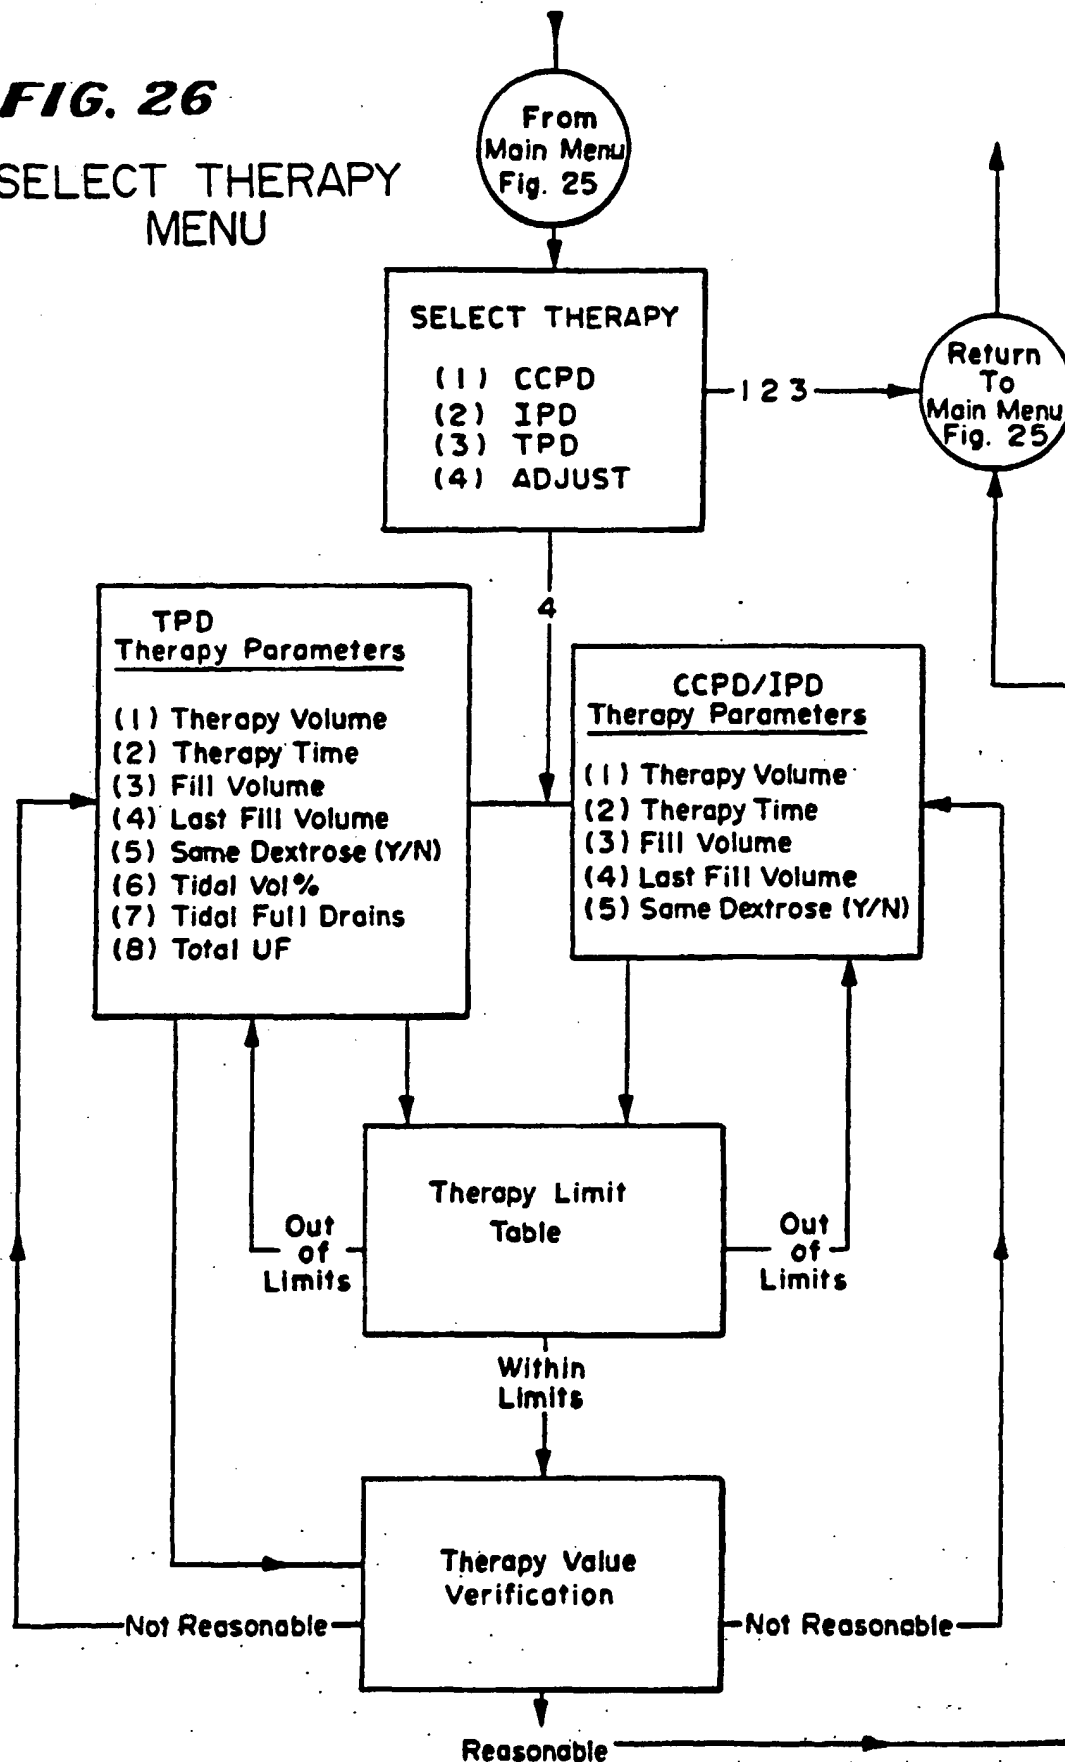 FIG. 26
SELECT THERAPY
MENU
From
Main Menu
Fig. 25
SELECT THERAPY
(1) CCPD
(2) IPD
(3) TPD
(4) ADJUST
1 2 3
Return
To
Main Menu
Fig. 25
4
TPD
Therapy Parameters
(1) Therapy Volume
(2) Therapy Time
(3) Fill Volume
(4) Last Fill Volume
(5) Same Dextrose (Y/N)
(6) Tidal Vol%
(7) Tidal Full Drains
(8) Total UF
CCPD/IPD
Therapy Parameters
(1) Therapy Volume
(2) Therapy Time
(3) Fill Volume
(4) Last Fill Volume
(5) Same Dextrose (Y/N)
Therapy Limit
Table
Out
of
Limits
Out
of
Limits
Within
Limits
Therapy Value
Verification
Not Reasonable
Not Reasonable
Reasonable